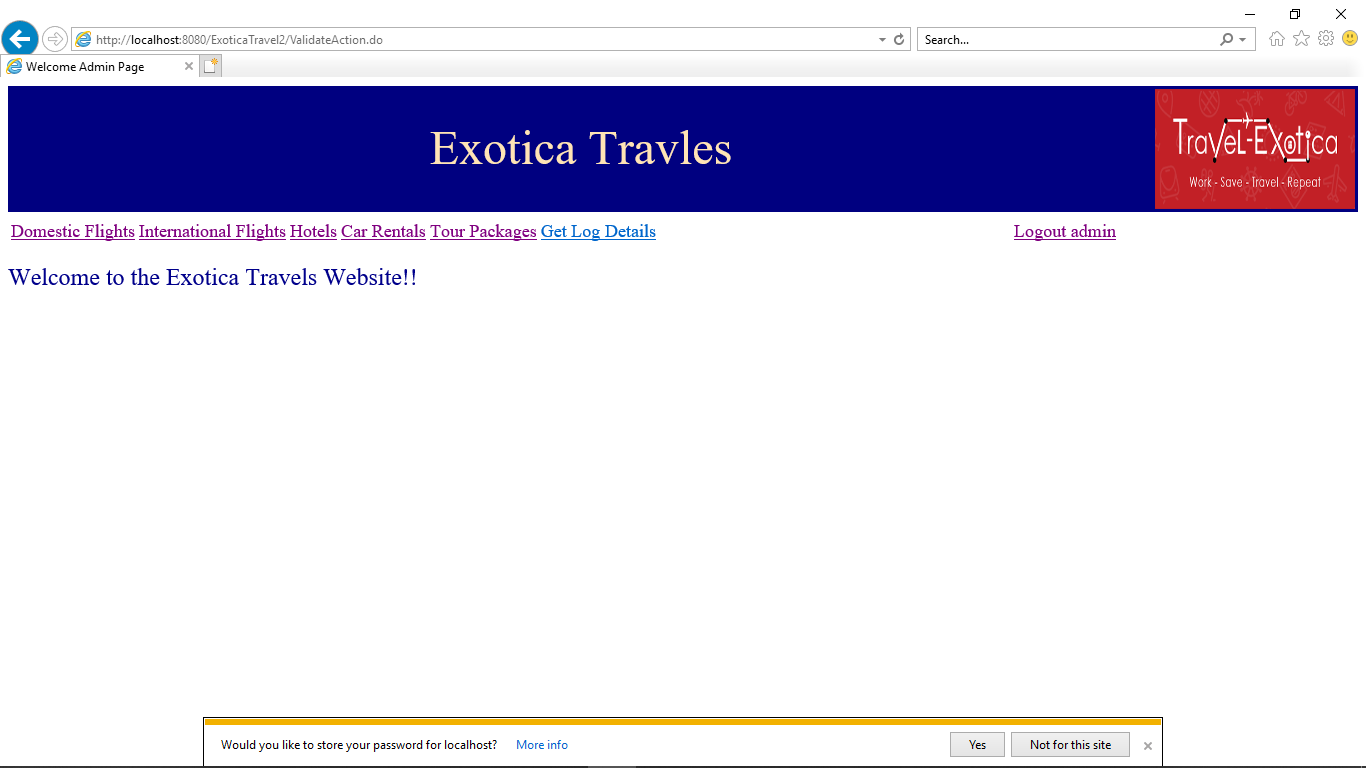 http://localhost:8080/ExoticaTravel2/ValidateAction.do
Search...
Welcome Admin Page
Exotica Travles
Travel-Exotica
Work - Save - Travel - Repeat
Domestic Flights International Flights Hotels Car Rentals Tour Packages Get Log Details Logout admin
Welcome to the Exotica Travels Website!!
Would you like to store your password for localhost? More info Yes Not for this site